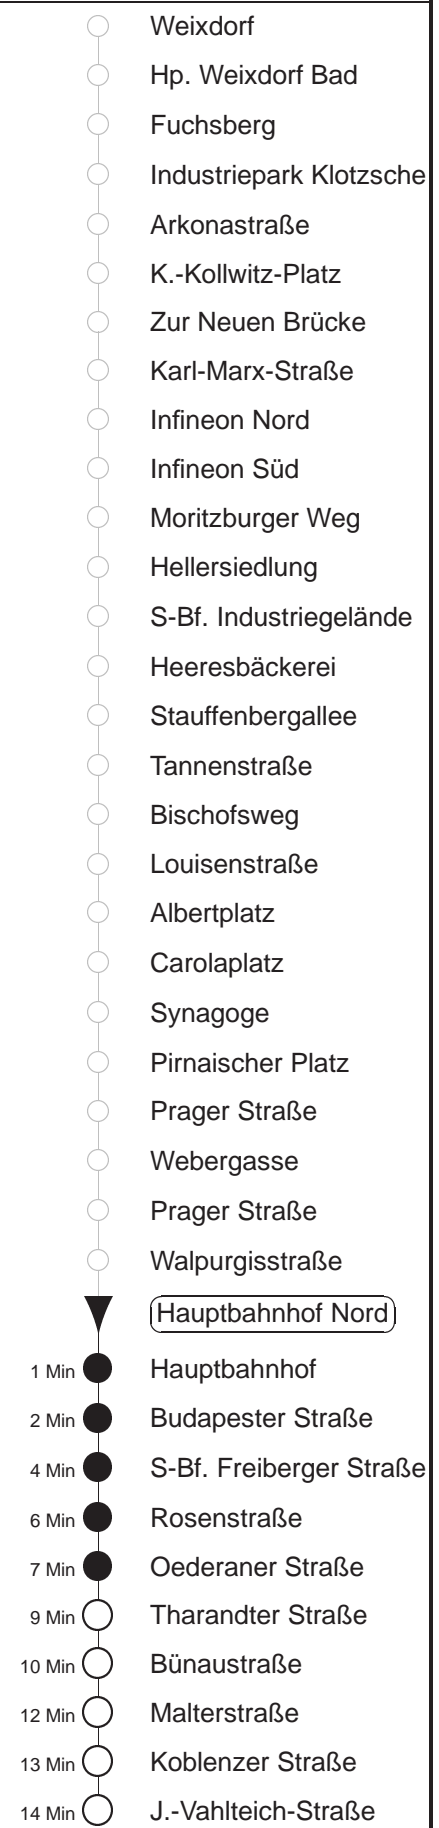 Weixdorf
Hp. Weixdorf Bad
Fuchsberg
Industriepark Klotzsche
Arkonastraße
K.-Kollwitz-Platz
Zur Neuen Brücke
Karl-Marx-Straße
Infineon Nord
Infineon Süd
Moritzburger Weg
Hellersiedlung
S-Bf. Industriegelände
Heeresbäckerei
Stauffenbergallee
Tannenstraße
Bischofsweg
Louisenstraße
Albertplatz
Carolaplatz
Synagoge
Pirnaischer Platz
Prager Straße
Webergasse
Prager Straße
Walpurgisstraße
Hauptbahnhof Nord
1 Min Hauptbahnhof
2 Min Budapester Straße
4 Min S-Bf. Freiberger Straße
6 Min Rosenstraße
7 Min Oederaner Straße
9 Min Tharandter Straße
10 Min Bünaustraße
12 Min Malterstraße
13 Min Koblenzer Straße
14 Min J.-Vahlteich-Straße